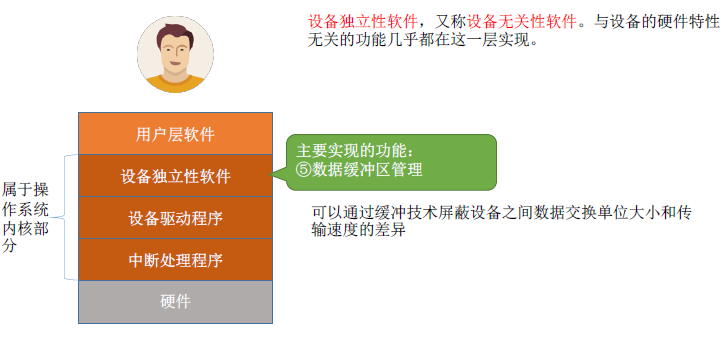 设备独立性软件，又称设备无关性软件。与设备的硬件特性
无关的功能几乎都在这一层实现。
用户层软件
主要实现的功能：
⑤数据缓冲区管理
设备独立性软件
属于操
作系统
内核部
分
设备驱动程序
可以通过缓冲技术屏蔽设备之间数据交换单位大小和传
输速度的差异
中断处理程序
硬件